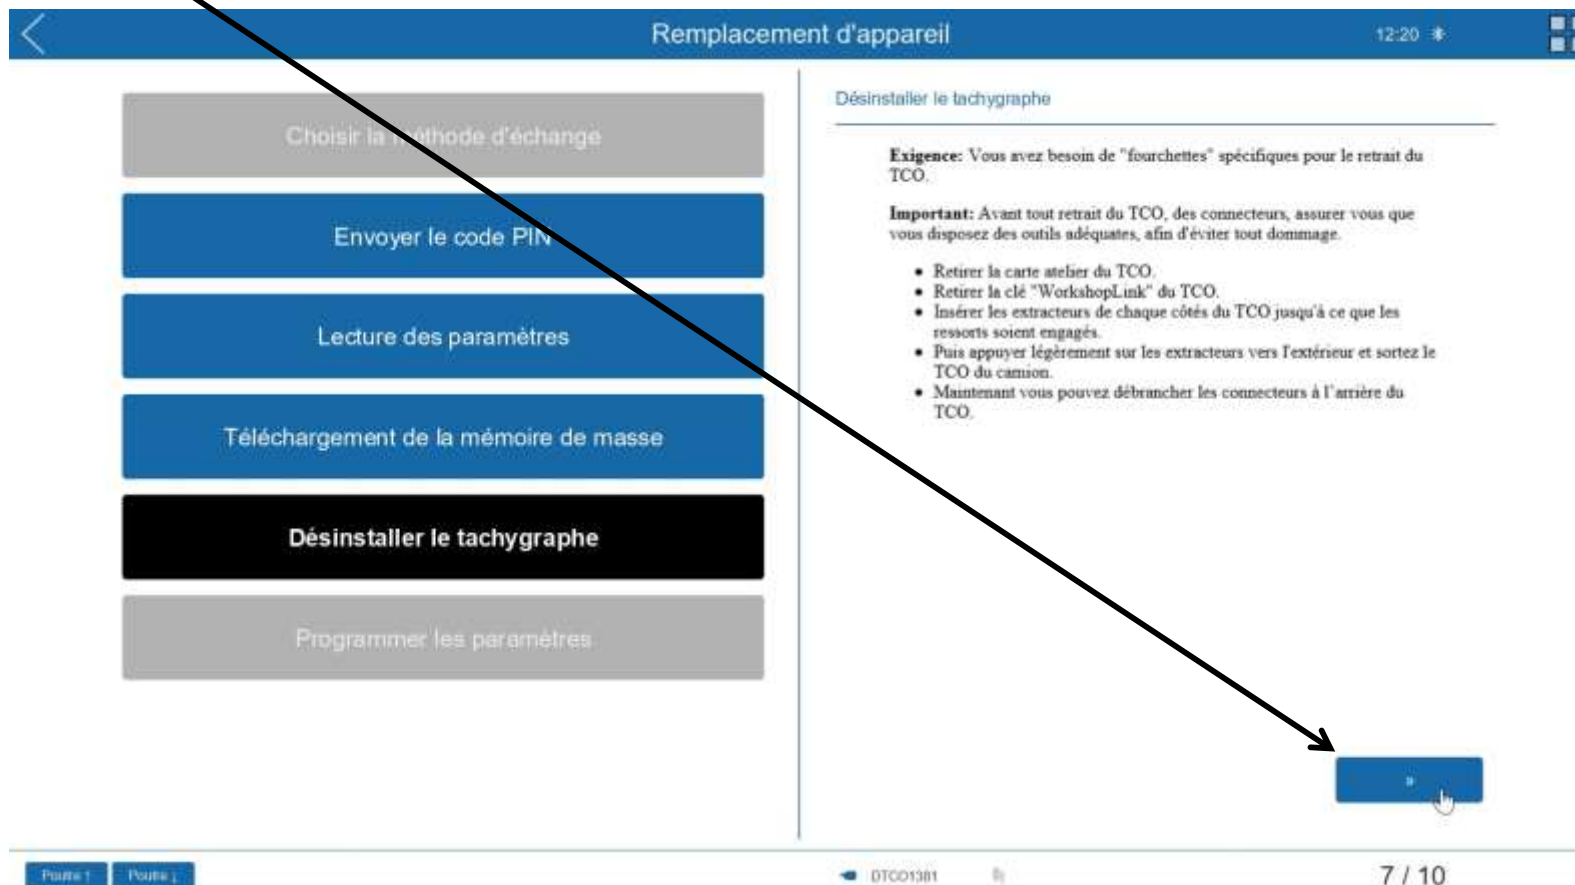 Remplacement d'appareil
12:20
Choisir la méthode d'échange
Envoyer le code PIN
Lecture des paramètres
Téléchargement de la mémoire de masse
Désinstaller le tachygraphe
Programmer les paramètres
Désinstaller le tachygraphe
Exigence: Vous avez besoin de "fourchettes" spécifiques pour le retrait du
TCO.
Important: Avant tout retrait du TCO, des connecteurs, assurer vous que
vous disposez des outils adéquates, afin d'éviter tout dommage.
• Retirer la carte atelier du TCO.
• Retirer la clé "WorkshopLink" du TCO.
• Insérer les extracteurs de chaque côtés du TCO jusqu'à ce que les
ressorts soient engagés.
• Puis appuyer légèrement sur les extracteurs vers l'extérieur et sortez le
TCO du camion.
• Maintenant vous pouvez débrancher les connecteurs à l'arrière du
TCO.
»
Poutre ↑
Poutre ↓
DTCO1381
7 / 10